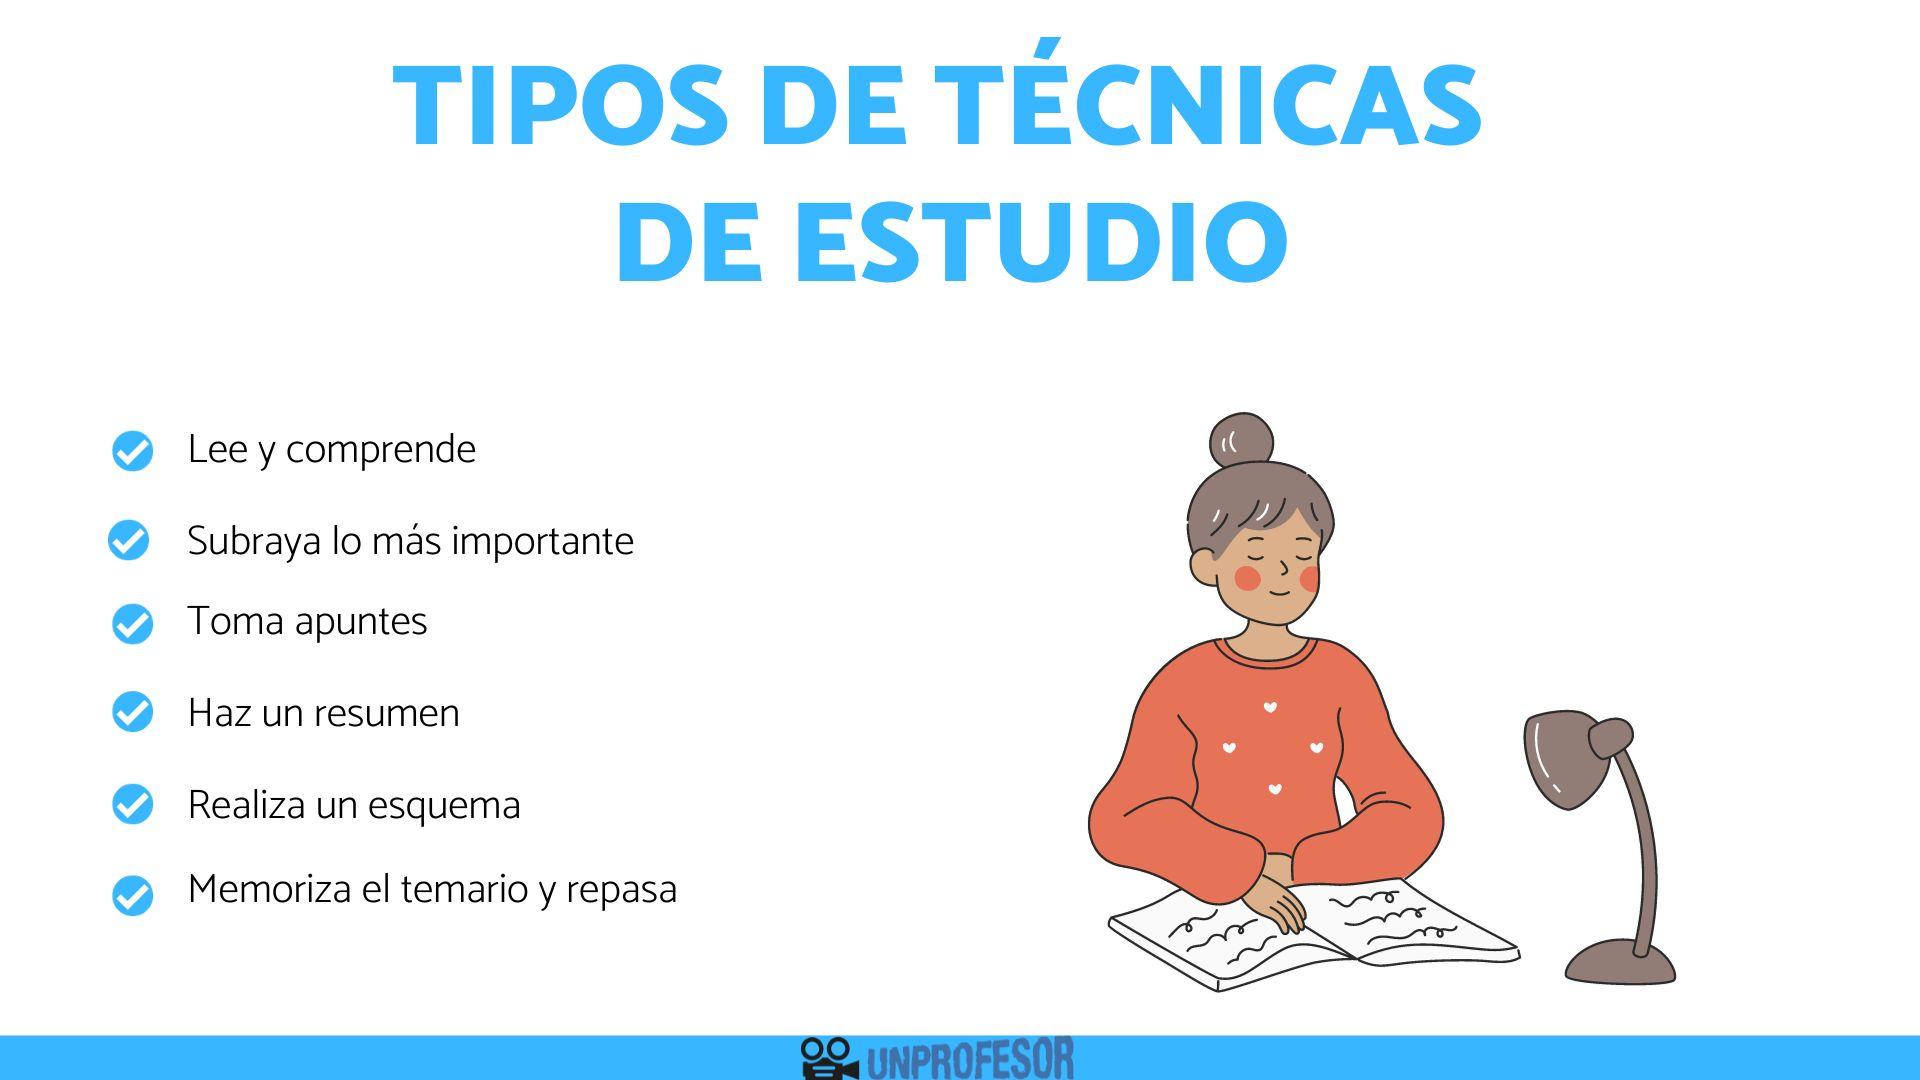 TIPOS DE TÉCNICAS
DE ESTUDIO
Lee y comprende
Subraya lo más importante
Toma apuntes
Haz un resumen
Realiza un esquema
Memoriza el temario y repasa
UNPROFESOR